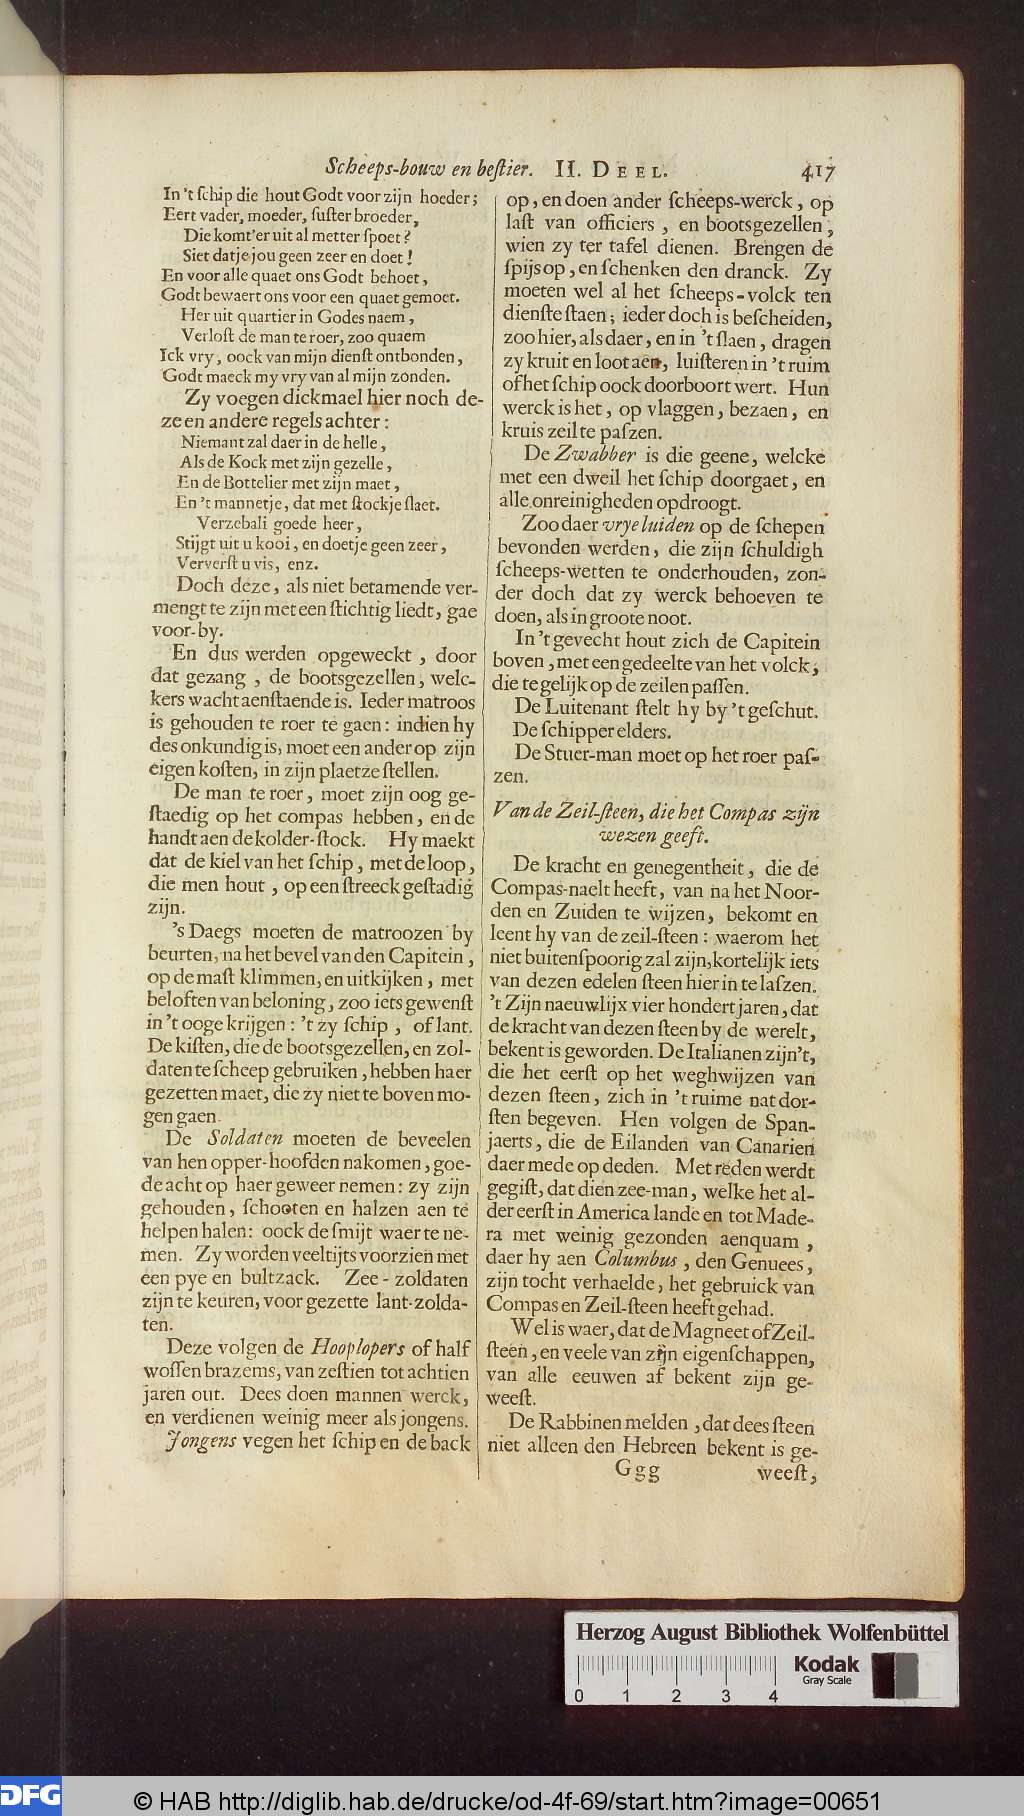 Scheeps-bouw en beſtier. II. DEEL. 417
In 't ſchip die hout Godt voor zijn hoeder;
Eert vader, moeder, ſuſter broeder,
Die komt'er uit al metter ſpoet?
Siet datje jou geen zeer en doet!
En voor alle quaet ons Godt behoet,
Godt bewaert ons voor een quaet gemoet.
Her uit quartier in Godes naem,
Verloſt de man te roer, zoo quaem
Ick vry, oock van mijn dienſt ontbonden,
Godt maeck my vry van al mijn zonden.
Zy voegen dickmael hier noch de-
ze en andere regels achter:
Niemant zal daer in de helle,
Als de Kock met zijn gezelle,
En de Bottelier met zijn maet,
En 't mannetje, dat met ſtockje ſlaet.
Verzebali goede heer,
Stijgt uit u kooi, en doetje geen zeer,
Ververſt u vis, enz.
Doch deze, als niet betamende ver-
mengt te zijn met een ſtichtig liedt, gae
voor-by.
En dus werden opgeweckt, door
dat gezang, de bootsgezellen, welc-
kers wacht aenſtaende is. Ieder matroos
is gehouden te roer te gaen: indien hy
des onkundig is, moet een ander op zijn
eigen koſten, in zijn plaetze ſtellen.
De man te roer, moet zijn oog ge-
ſtaedig op het compas hebben, en de
handt aen de kolder-ſtock. Hy maekt
dat de kiel van het ſchip, met de loop,
die men hout, op een ſtreeck geſtadig
zijn.
's Daegs moeten de matroozen by
beurten, na het bevel van den Capitein,
op de maſt klimmen, en uitkijken, met
beloften van beloning, zoo iets gewenſt
in 't ooge krijgen: 't zy ſchip, of lant.
De kiſten, die de bootsgezellen, en zol-
daten te ſcheep gebruiken, hebben haer
gezetten maet, die zy niet te boven mo-
gen gaen.
De Soldaten moeten de beveelen
van hen opper-hoofden nakomen, goe-
de acht op haer geweer nemen: zy zijn
gehouden, ſchooten en halzen aen te
helpen halen: oock de ſmijt waer te ne-
men. Zy worden veeltijts voorzien met
een pye en bultzack. Zee-zoldaten
zijn te keuren, voor gezette lant-zolda-
ten.
Deze volgen de Hooplopers of half
woſſen brazems, van zeſtien tot achtien
jaren out. Dees doen mannen werck,
en verdienen weinig meer als jongens.
Jongens vegen het ſchip en de back
op, en doen ander ſcheeps-werck, op
laſt van officiers, en bootsgezellen,
wien zy ter tafel dienen. Brengen de
ſpijs op, en ſchenken den dranck. Zy
moeten wel al het ſcheeps-volck ten
dienſte ſtaen; ieder doch is beſcheiden,
zoo hier, als daer, en in 't ſlaen, dragen
zy kruit en loot aen, luiſteren in 't ruim
of het ſchip oock doorboort wert. Hun
werck is het, op vlaggen, bezaen, en
kruis zeil te paſzen.
De Zwabber is die geene, welcke
met een dweil het ſchip doorgaet, en
alle onreinigheden opdroogt.
Zoo daer vrye luiden op de ſchepen
bevonden werden, die zijn ſchuldigh
ſcheeps-wetten te onderhouden, zon-
der doch dat zy werck behoeven te
doen, als in groote noot.
In 't gevecht hout zich de Capitein
boven, met een gedeelte van het volck,
die te gelijk op de zeilen paſſen.
De Luitenant ſtelt hy by 't geſchut.
De ſchipper elders.
De Stuer-man moet op het roer paſ-
zen.
Van de Zeil-ſteen, die het Compas zijn
wezen geeft.
De kracht en genegentheit, die de
Compas-naelt heeft, van na het Noor-
den en Zuiden te wijzen, bekomt en
leent hy van de zeil-ſteen: waerom het
niet buitenſpoorig zal zijn, kortelijk iets
van dezen edelen ſteen hier in te laſzen.
't Zijn naeuwlijx vier hondert jaren, dat
de kracht van dezen ſteen by de werelt,
bekent is geworden. De Italianen zijn't,
die het eerſt op het weghwijzen van
dezen ſteen, zich in 't ruime nat dor-
ſten begeven. Hen volgen de Span-
jaerts, die de Eilanden van Canarien
daer mede op deden. Met reden werdt
gegiſt, dat dien zee-man, welke het al-
der eerſt in America lande en tot Made-
ra met weinig gezonden aenquam,
daer hy aen Columbus, den Genuees,
zijn tocht verhaelde, het gebruick van
Compas en Zeil-ſteen heeft gehad.
Wel is waer, dat de Magneet of Zeil-
ſteen, en veele van zijn eigenſchappen,
van alle eeuwen af bekent zijn ge-
weeſt.
De Rabbinen melden, dat dees ſteen
niet alleen den Hebreen bekent is ge-
Ggg weeſt,
Herzog August Bibliothek Wolfenbüttel
Kodak
Gray Scale
0 1 2 3 4
DFG © HAB http://diglib.hab.de/drucke/od-4f-69/start.htm?image=00651